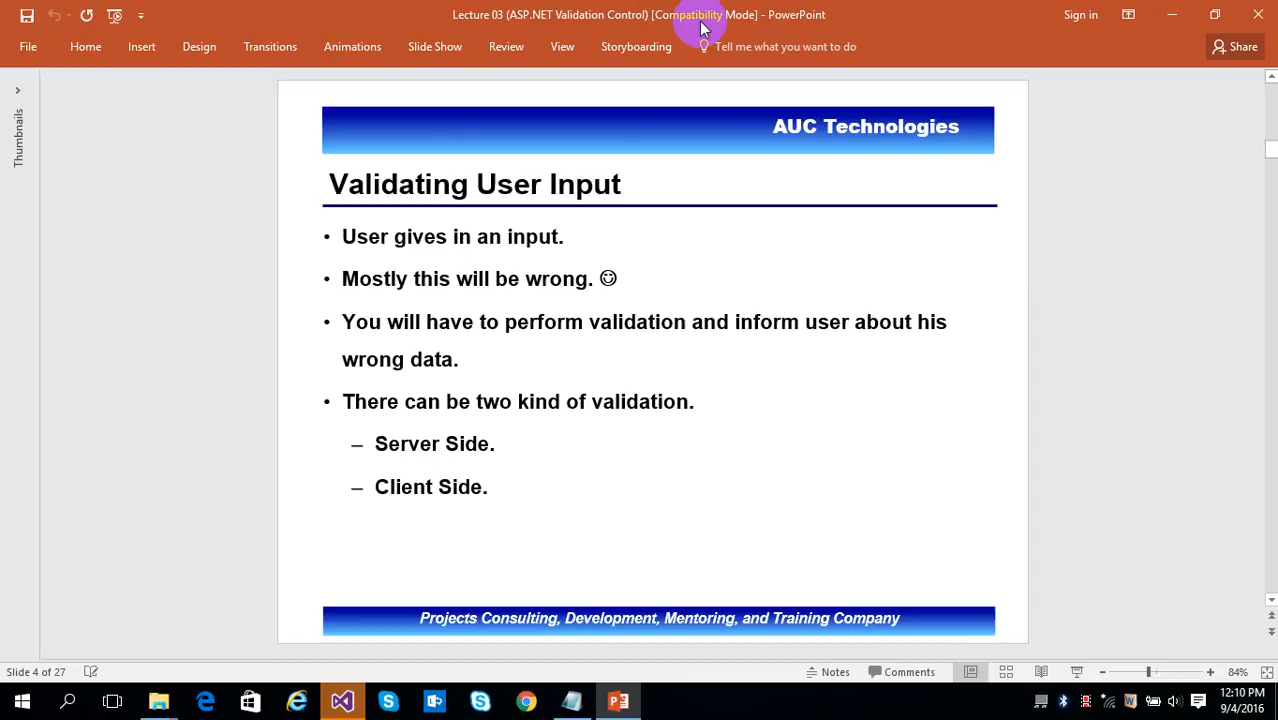 Lecture 03 (ASP.NET Validation Control) [Compatibility Mode] - PowerPoint
Sign in
File Home Insert Design Transitions Animations Slide Show Review View Storyboarding Tell me what you want to do Share
Thumbnails
AUC Technologies
Validating User Input
• User gives in an input.
• Mostly this will be wrong. ☺
• You will have to perform validation and inform user about his
wrong data.
• There can be two kind of validation.
– Server Side.
– Client Side.
Projects Consulting, Development, Mentoring, and Training Company
Slide 4 of 27 Notes Comments 84%
12:10 PM
9/4/2016